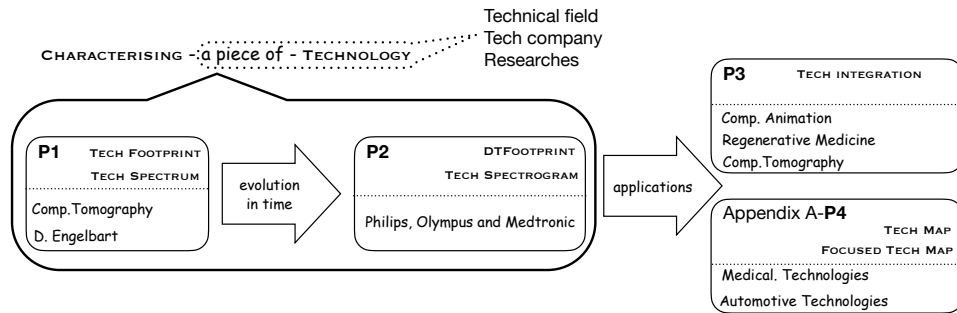 Technical field
Tech company
Researches
CHARACTERISING - a piece of - TECHNOLOGY
P1
TECH FOOTPRINT
TECH SPECTRUM
Comp.Tomography
D. Engelbart
evolution
in time
P2
DTFOOTPRINT
TECH SPECTROGRAM
Philips, Olympus and Medtronic
applications
P3
TECH INTEGRATION
Comp. Animation
Regenerative Medicine
Comp.Tomography
Appendix A-P4
TECH MAP
FOCUSED TECH MAP
Medical. Technologies
Automotive Technologies